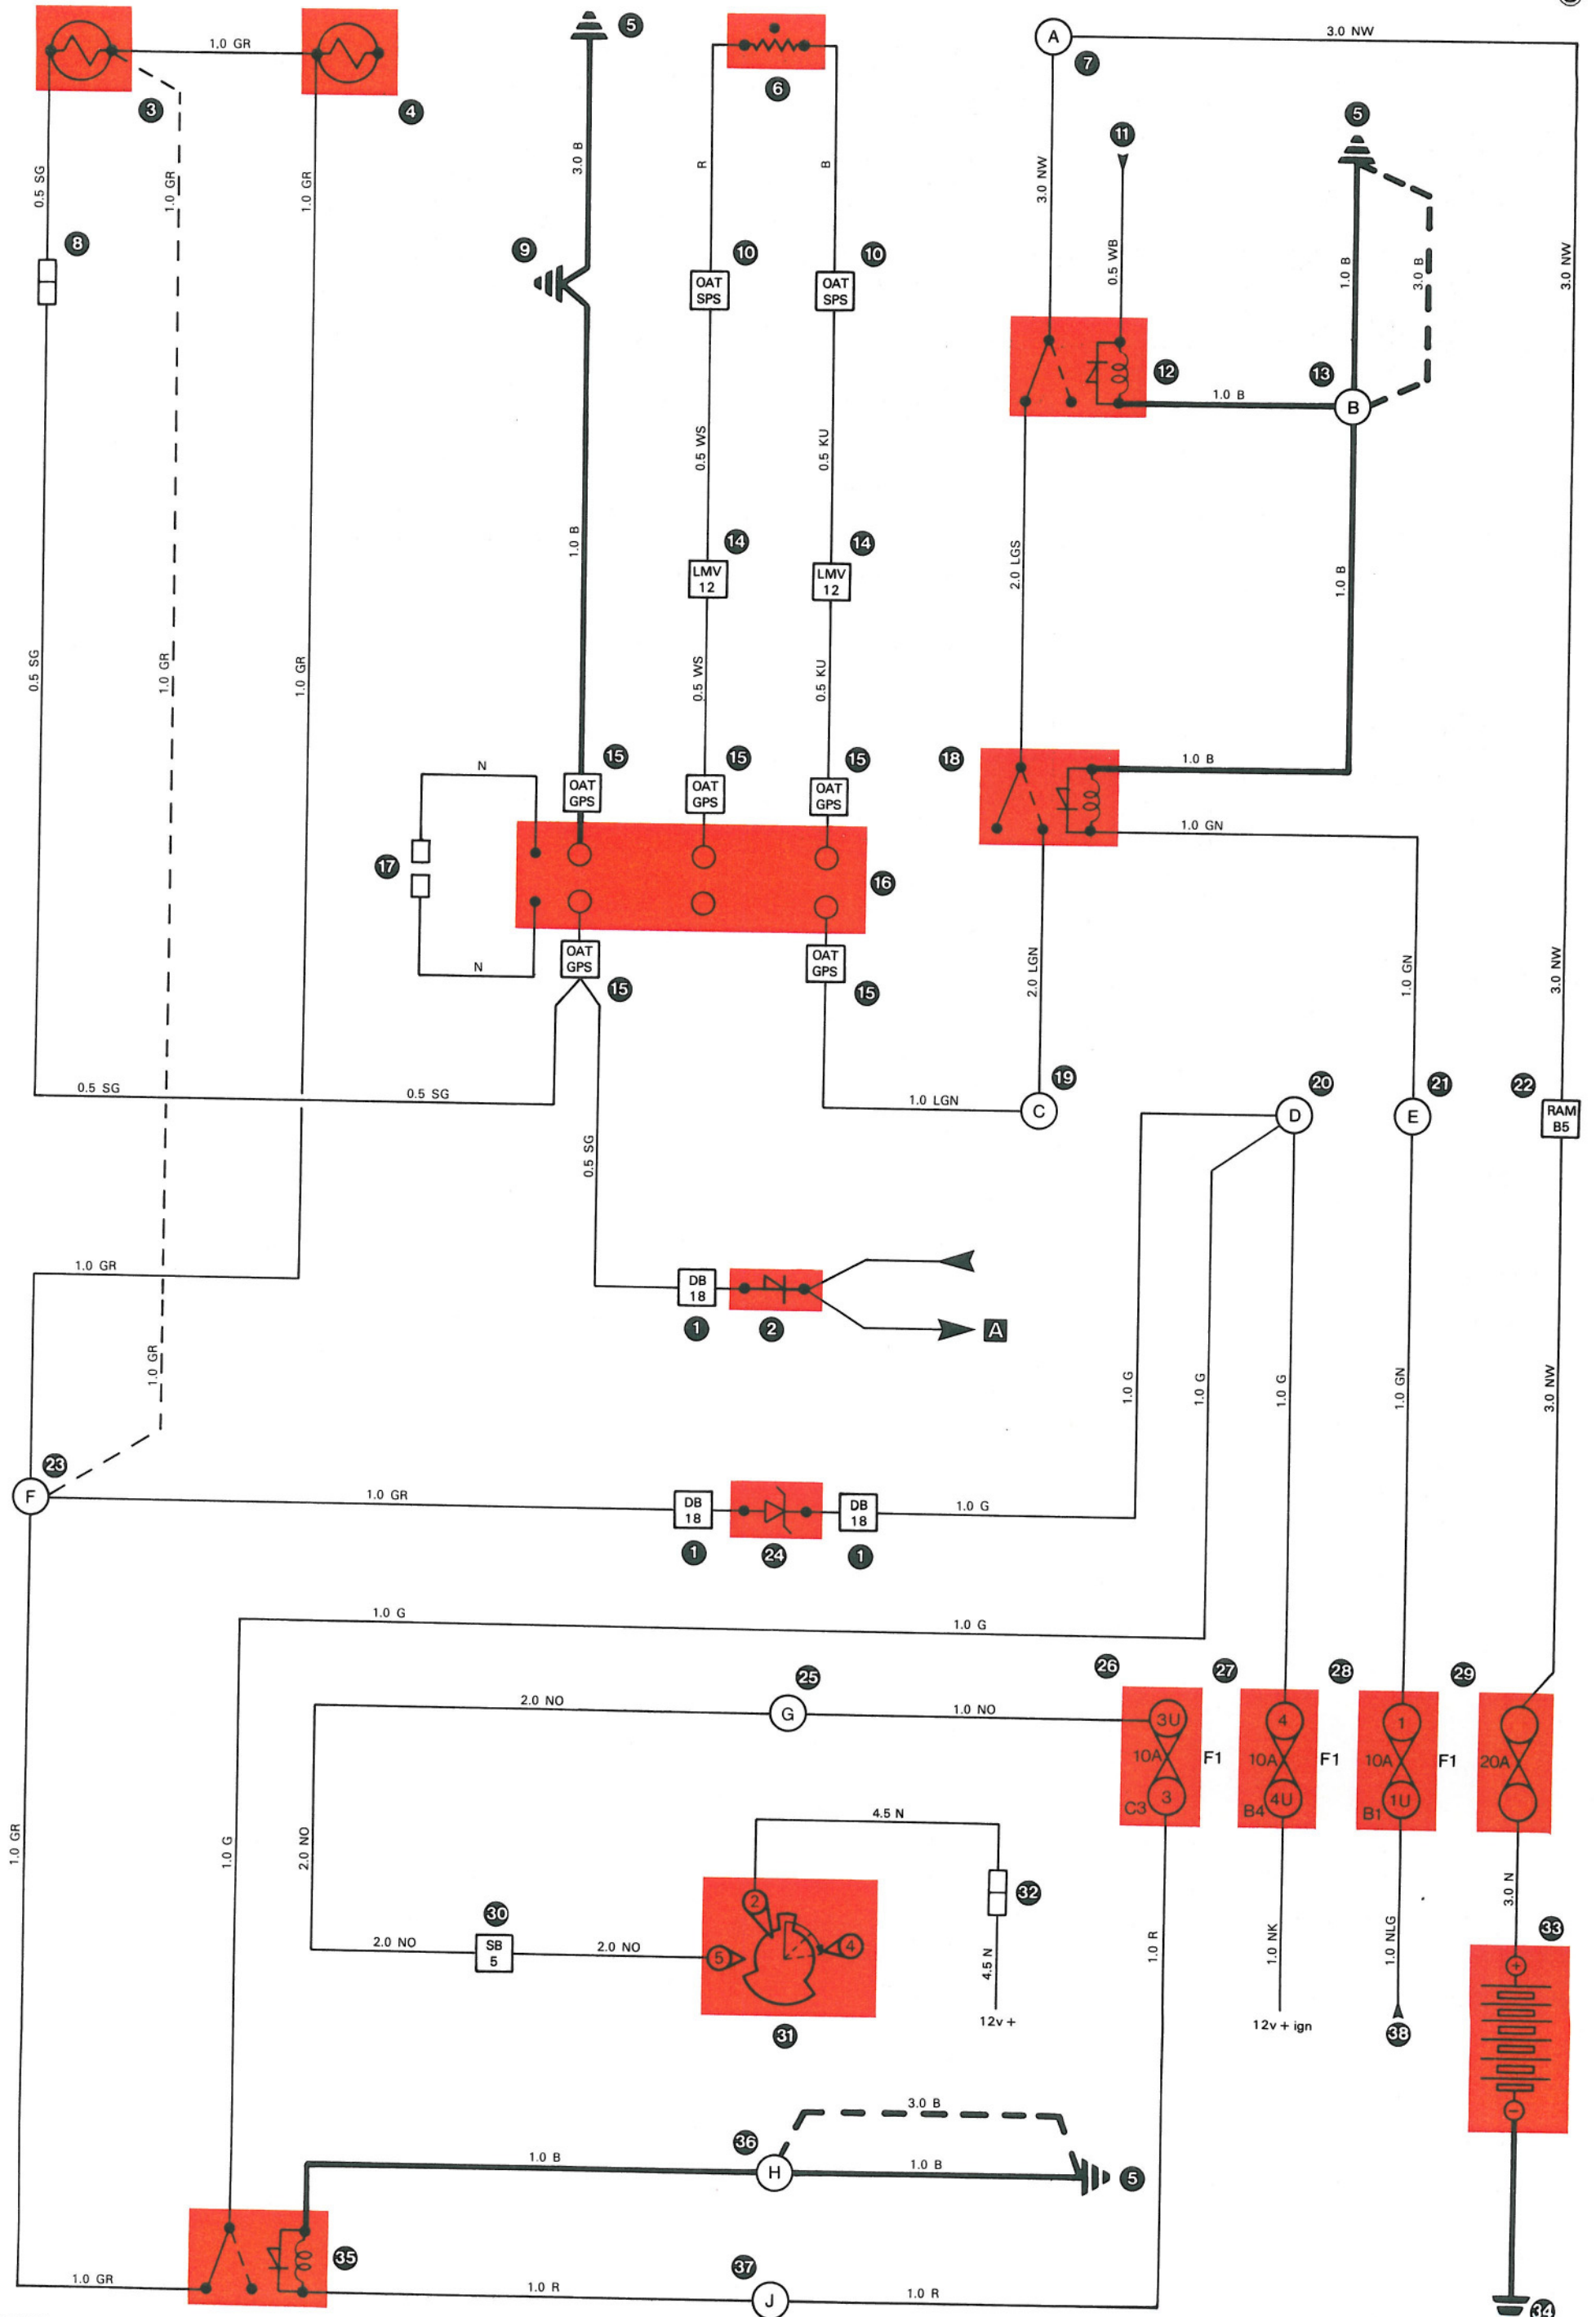 A
3.0 NW
1.0 GR
5
3
4
6
7
5
11
0.5 SG
1.0 GR
1.0 GR
3.0 B
R
B
3.0 NW
0.5 WB
1.0 B
3.0 B
3.0 NW
8
9
10
10
OAT
SPS
OAT
SPS
12
13
1.0 B
B
0.5 WS
0.5 KU
1.0 B
14
14
2.0 LGS
1.0 B
LMV
12
LMV
12
0.5 SG
1.0 GR
1.0 GR
0.5 WS
0.5 KU
15
15
15
18
1.0 B
N
OAT
GPS
OAT
GPS
OAT
GPS
1.0 GN
17
16
N
OAT
GPS
OAT
GPS
15
15
2.0 LGN
1.0 GN
3.0 NW
0.5 SG
0.5 SG
1.0 LGN
19
C
20
D
21
E
22
RAM
B5
0.5 SG
1.0 GR
DB
18
1
2
A
1.0 GR
1.0 G
1.0 G
1.0 G
1.0 GN
3.0 NW
23
F
1.0 GR
DB
18
DB
18
1.0 G
1
24
1
1.0 G
1.0 G
25
26
27
28
29
2.0 NO
G
1.0 NO
3U
10A
3
C3
F1
4
10A
4U
B4
F1
1
10A
1U
B1
F1
20A
1.0 GR
1.0 G
2.0 NO
4.5 N
32
30
2.0 NO
SB
5
2.0 NO
2
5
4
31
4.5 N
12v +
1.0 R
1.0 NK
12v + ign
1.0 NLG
38
3.0 N
33
+
−
3.0 B
36
1.0 B
H
1.0 B
5
35
37
1.0 GR
1.0 R
J
1.0 R
34